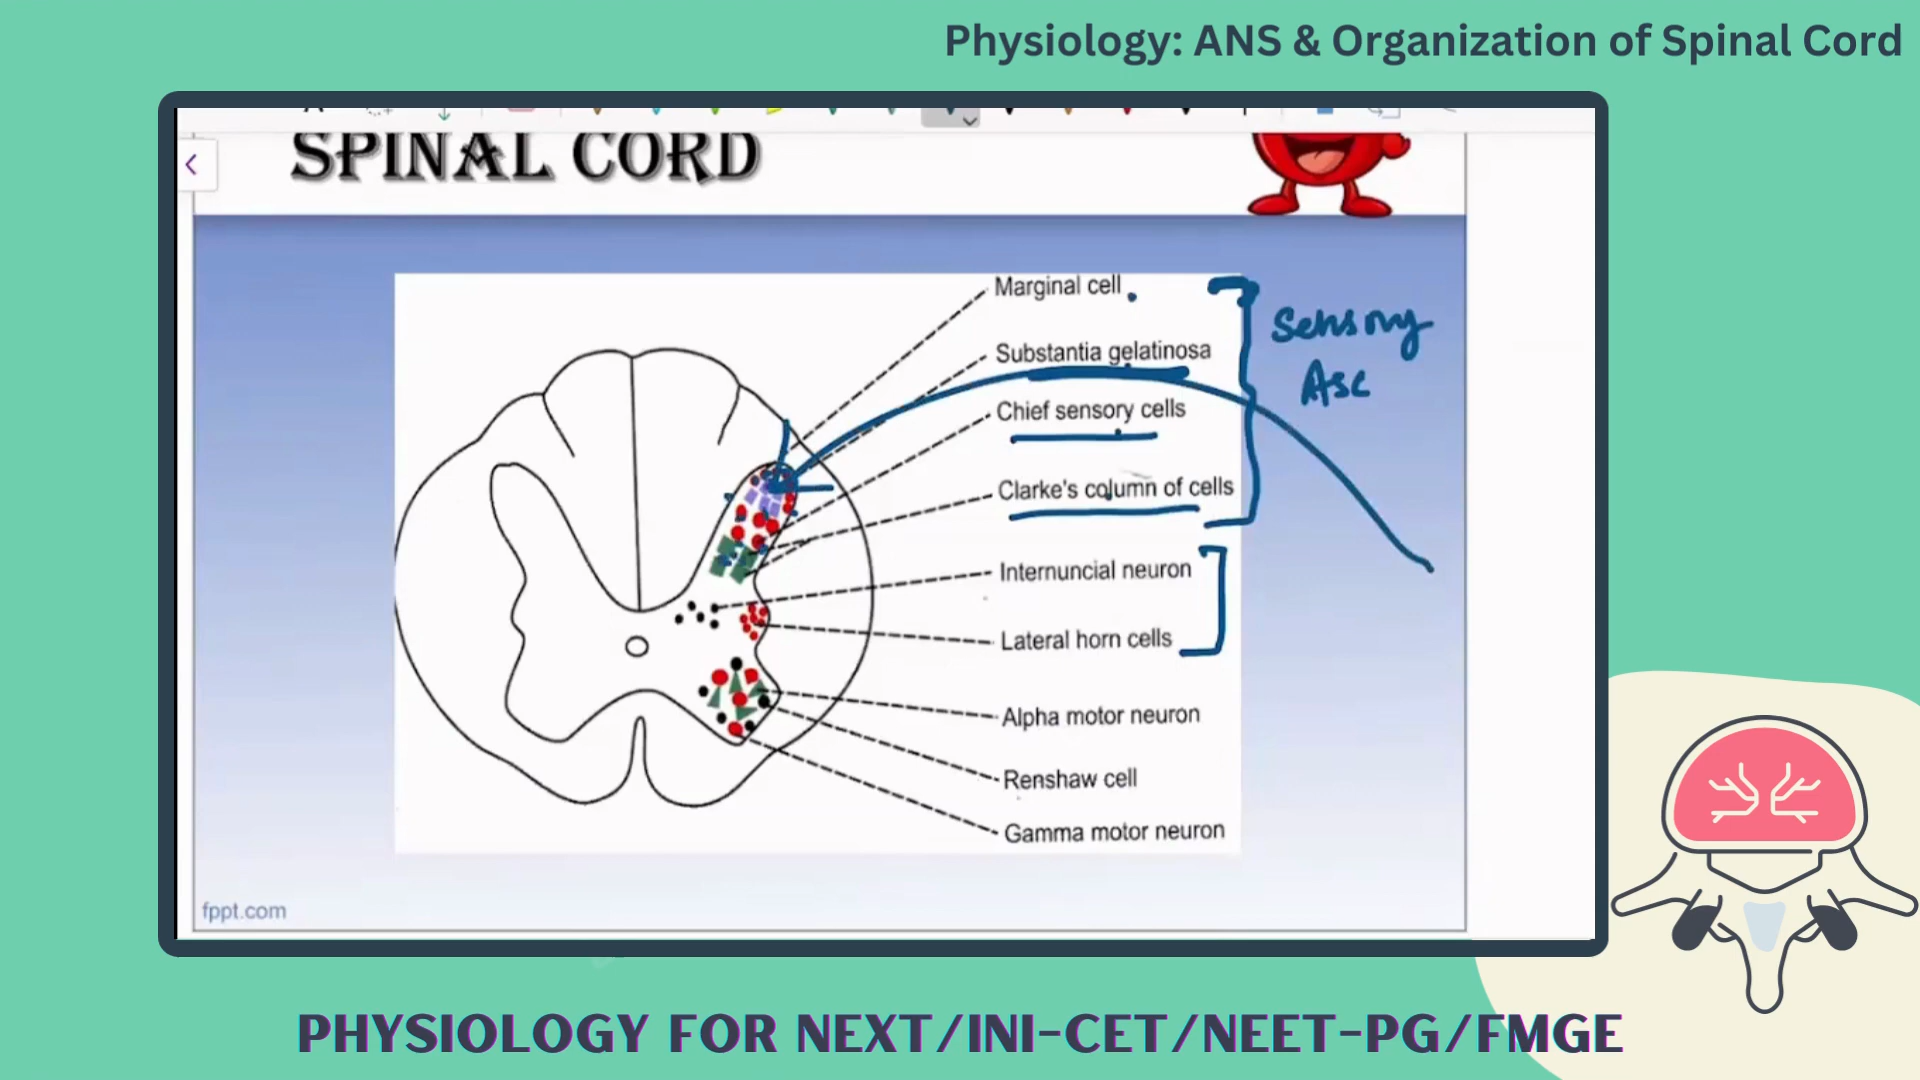 Physiology: ANS & Organization of Spinal Cord
SPINAL CORD
Marginal cell
Substantia gelatinosa
Chief sensory cells
Clarke's column of cells
Internuncial neuron
Lateral horn cells
Alpha motor neuron
Renshaw cell
Gamma motor neuron
Sensory
Asc
fppt.com
PHYSIOLOGY FOR NEXT/INI-CET/NEET-PG/FMGE